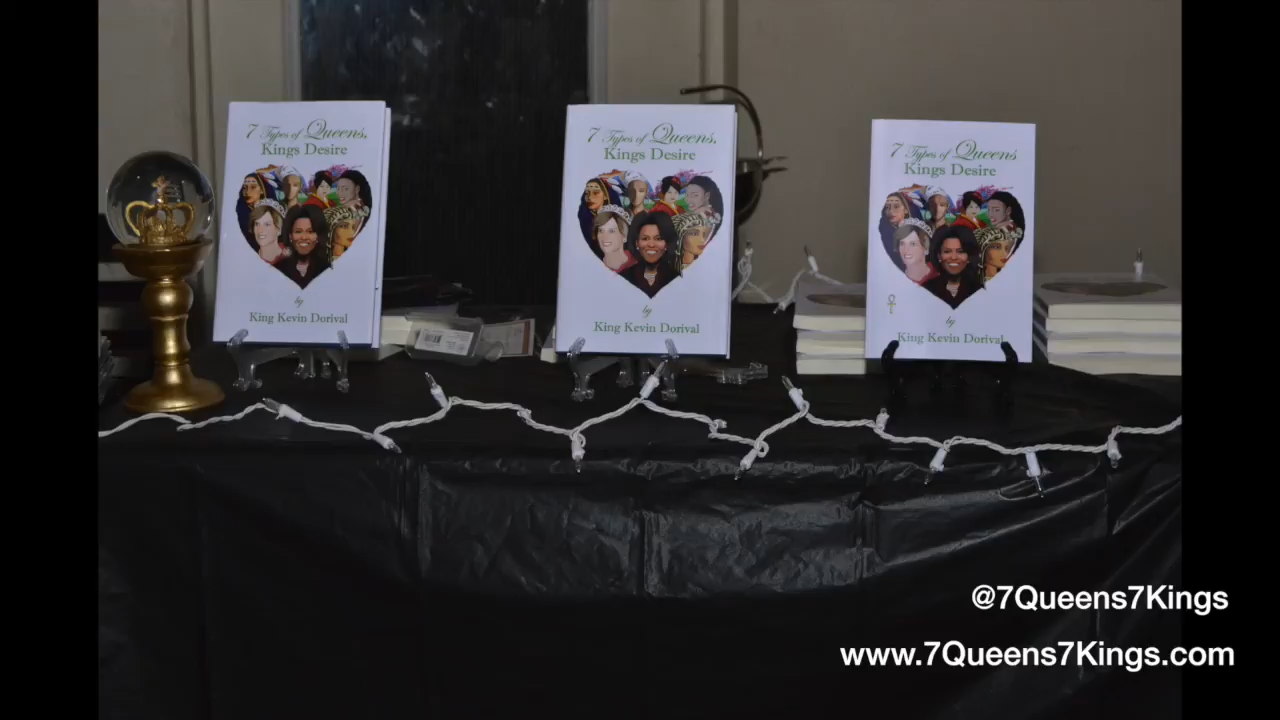 7 Types of Queens,
Kings Desire
by
King Kevin Dorival
7 Types of Queens,
Kings Desire
by
King Kevin Dorival
7 Types of Queens
Kings Desire
by
King Kevin Dorival
@7Queens7Kings
www.7Queens7Kings.com